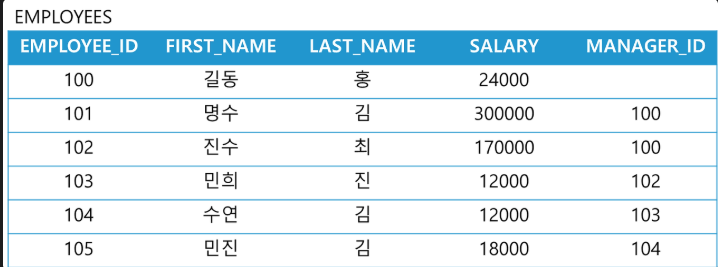 EMPLOYEES
EMPLOYEE_ID FIRST_NAME LAST_NAME SALARY MANAGER_ID
100 길동 홍 24000
101 명수 김 300000 100
102 진수 최 170000 100
103 민희 진 12000 102
104 수연 김 12000 103
105 민진 김 18000 104